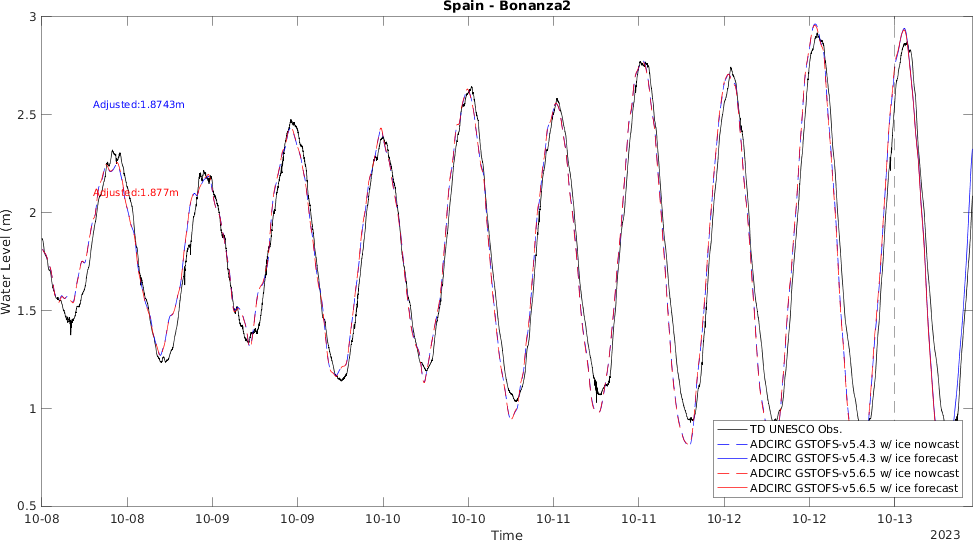 Spain - Bonanza2
3
2.5
2
1.5
1
0.5
Water Level (m)
Adjusted:1.8743m
Adjusted:1.877m
TD UNESCO Obs.
ADCIRC GSTOFS-v5.4.3 w/ ice nowcast
ADCIRC GSTOFS-v5.4.3 w/ ice forecast
ADCIRC GSTOFS-v5.6.5 w/ ice nowcast
ADCIRC GSTOFS-v5.6.5 w/ ice forecast
10-08 10-08 10-09 10-09 10-10 10-10 10-11 10-11 10-12 10-12 10-13
Time
2023